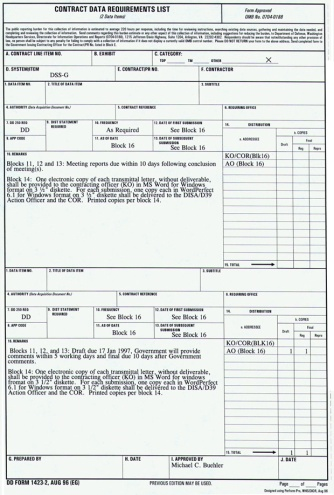 CONTRACT DATA REQUIREMENTS LIST
(2 Data Items)
Form Approved
OMB No. 0704-0188
A. CONTRACT LINE ITEM NO.
B. EXHIBIT
C. CATEGORY:
TDP TM OTHER X
D. SYSTEM/ITEM
DSS-G
E. CONTRACT/PR NO.
F. CONTRACTOR
1. DATA ITEM NO.
2. TITLE OF DATA ITEM
3. SUBTITLE
4. AUTHORITY (Data Acquisition Document No.)
5. CONTRACT REFERENCE
6. REQUIRING OFFICE
7. DD 250 REQ
DD
9. DIST STATEMENT REQUIRED
10. FREQUENCY
As Required
12. DATE OF FIRST SUBMISSION
See Block 16
14. DISTRIBUTION
8. APP CODE
11. AS OF DATE
Block 16
13. DATE OF SUBSEQUENT SUBMISSION
See Block 16
a. ADDRESSEE
b. COPIES
Draft
Final
Reg
Repro
16. REMARKS
Blocks 11, 12 and 13: Meeting reports due within 10 days following conclusion
of meeting(s).
Block 14: One electronic copy of each transmittal letter, without deliverable,
shall be provided to the contracting officer (KO) in MS Word for Windows
format on 3 ½" diskette. For each submission, one copy each in WordPerfect
6.1 for Windows format on 3 ½" diskette shall be delivered to the DISA/D39
Action Officer and the COR. Printed copies per block 14.
KO/COR(Blk16)
AO (Block 16)
15. TOTAL
1. DATA ITEM NO.
2. TITLE OF DATA ITEM
3. SUBTITLE
4. AUTHORITY (Data Acquisition Document No.)
5. CONTRACT REFERENCE
6. REQUIRING OFFICE
7. DD 250 REQ
DD
9. DIST STATEMENT REQUIRED
10. FREQUENCY
See Block 16
12. DATE OF FIRST SUBMISSION
See Block 16
14. DISTRIBUTION
8. APP CODE
11. AS OF DATE
Block 16
13. DATE OF SUBSEQUENT SUBMISSION
See Block 16
a. ADDRESSEE
b. COPIES
Draft
Final
Reg
Repro
16. REMARKS
Blocks 11, 12, and 13: Draft due 17 Jan 1997, Government will provide
comments within 5 working days and final due 10 days after Government
comments.
Block 14: One electronic copy of each transmittal letter, without deliverable,
shall be provided to the contracting officer (KO) in MS Word for windows
fromat on 3 1/2" diskette. For each submission, one copy each in WordPerfect
6.1 for Windows format on 3 1/2" diskette shall be delivered to the DISA/D39
Action Officer and the COR. Printed copies per block 14.
KO/COR(BLK16)
AO (Block 16) 1 1
15. TOTAL 1 1
G. PREPARED BY
H. DATE
I. APPROVED BY
Michael C. Buehler
J. DATE
DD FORM 1423-2, AUG 96 (EG)
PREVIOUS EDITION MAY BE USED.
Page of Pages